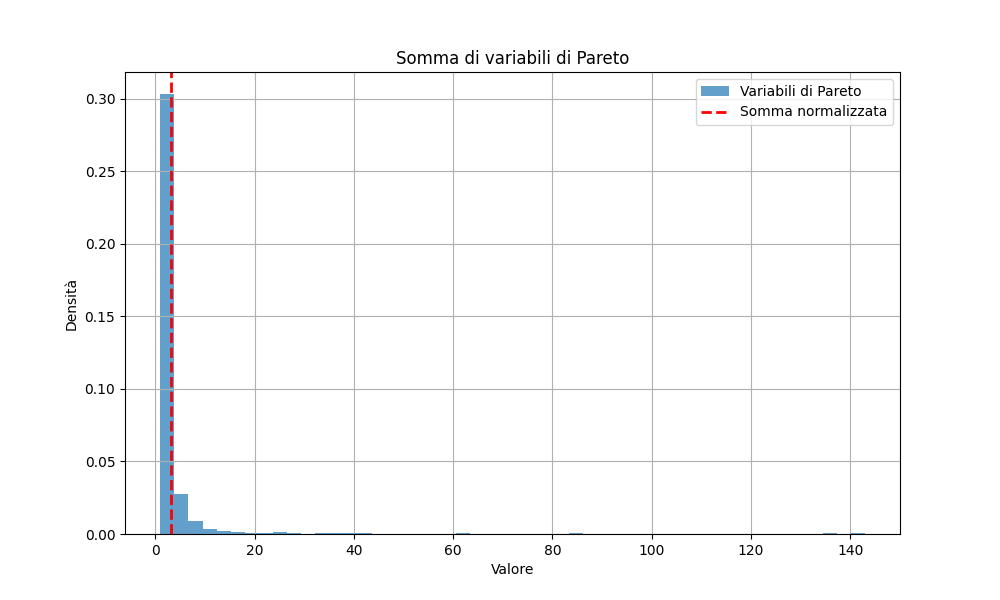 Somma di variabili di Pareto
Variabili di Pareto
Somma normalizzata
Densità
0.30
0.25
0.20
0.15
0.10
0.05
0.00
0 20 40 60 80 100 120 140
Valore